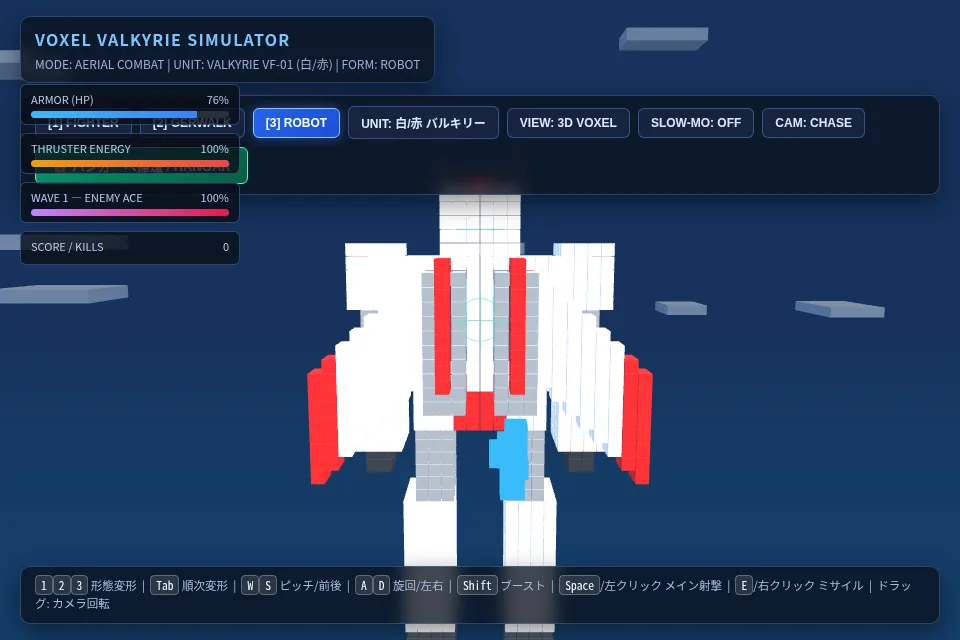 VOXEL VALKYRIE SIMULATOR
MODE: AERIAL COMBAT | UNIT: VALKYRIE VF-01 (白/赤) | FORM: ROBOT
ARMOR (HP) 76%
[1] FIGHTER [2] GERWALK [3] ROBOT UNIT: 白/赤 バルキリー VIEW: 3D VOXEL SLOW-MO: OFF CAM: CHASE
THRUSTER ENERGY 100%
WAVE 1 — ENEMY ACE 100%
SCORE / KILLS 0
1 2 3 形態変形 | Tab 順次変形 | W S ピッチ/前後 | A D 旋回/左右 | Shift ブースト | Space /左クリック メイン射撃 | E /右クリック ミサイル | ドラッ
グ: カメラ回転